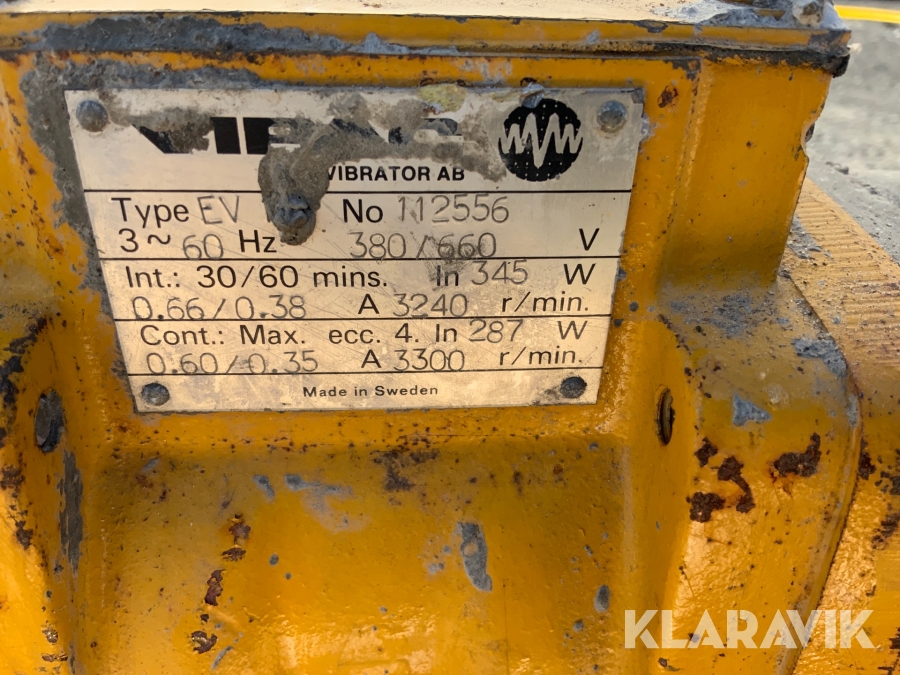 VIBRATOR AB
Type EV No 112556
3~ 60 Hz 380/660 V
Int.: 30/60 mins. In 345 W
0.66/0.38 A 3240 r/min.
Cont.: Max. ecc. 4. In 287 W
0.60/0.35 A 3300 r/min.
Made in Sweden
KLARAVIK